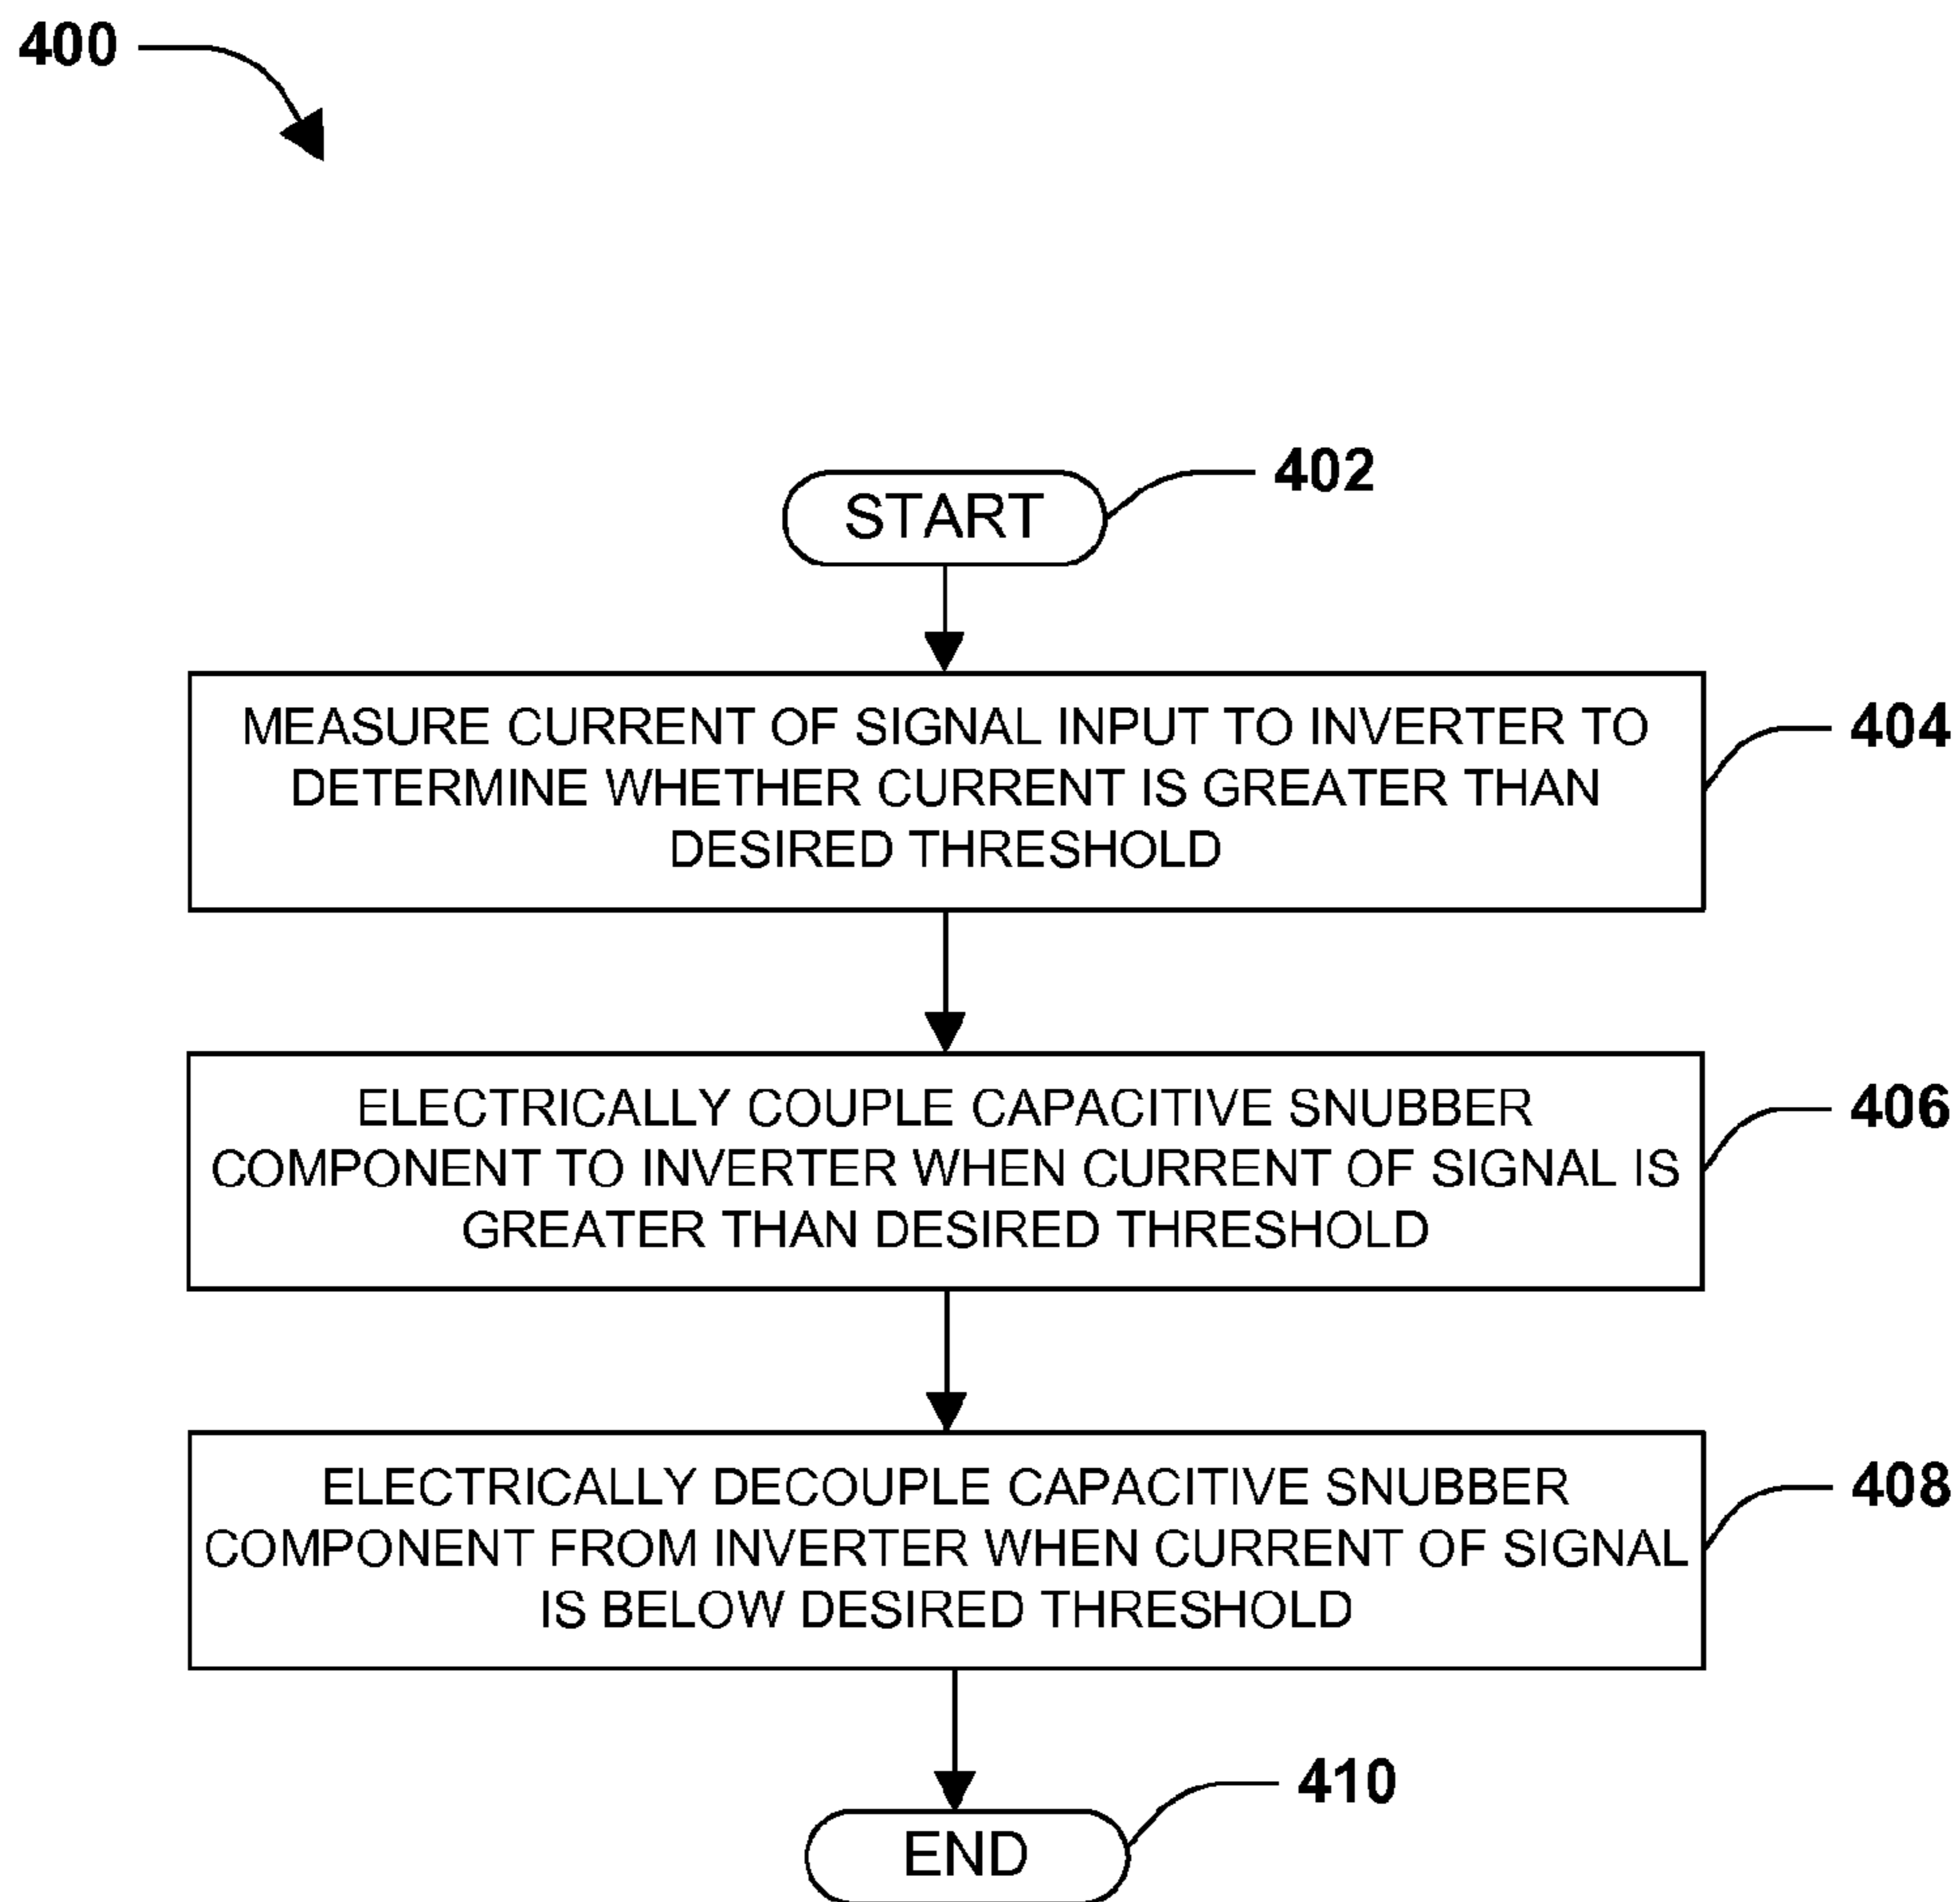 400
402
START
404
MEASURE CURRENT OF SIGNAL INPUT TO INVERTER TO
DETERMINE WHETHER CURRENT IS GREATER THAN
DESIRED THRESHOLD
406
ELECTRICALLY COUPLE CAPACITIVE SNUBBER
COMPONENT TO INVERTER WHEN CURRENT OF SIGNAL IS
GREATER THAN DESIRED THRESHOLD
408
ELECTRICALLY DECOUPLE CAPACITIVE SNUBBER
COMPONENT FROM INVERTER WHEN CURRENT OF SIGNAL
IS BELOW DESIRED THRESHOLD
410
END